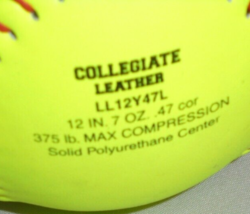 COLLEGIATE
LEATHER
LL12Y47L
12 IN. 7 OZ. .47 cor
375 lb. MAX COMPRESSION
Solid Polyurethane Center